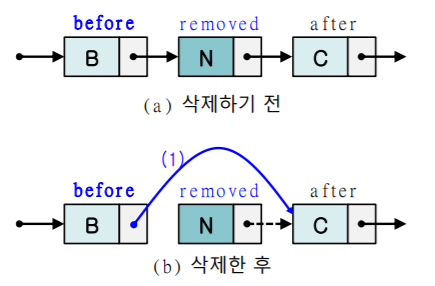 before removed after
B N C
(a) 삭제하기 전
(1)
before removed after
B N C
(b) 삭제한 후